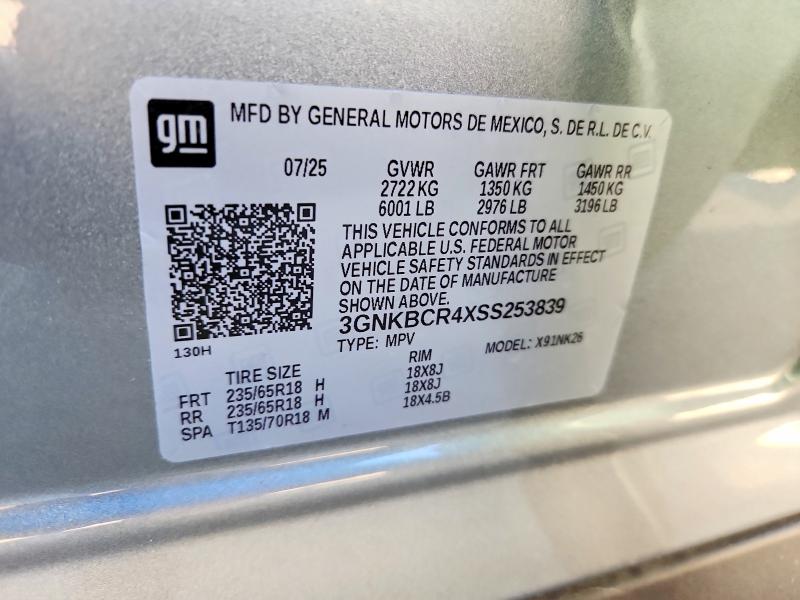 gm
MFD BY GENERAL MOTORS DE MEXICO, S. DE R.L. DE C.V.
07/25 GVWR GAWR FRT GAWR RR
2722 KG 1350 KG 1450 KG
6001 LB 2976 LB 3196 LB
THIS VEHICLE CONFORMS TO ALL
APPLICABLE U.S. FEDERAL MOTOR
VEHICLE SAFETY STANDARDS IN EFFECT
ON THE DATE OF MANUFACTURE
SHOWN ABOVE.
3GNKBCR4XSS253839
130H
TYPE: MPV MODEL: X91NK26
TIRE SIZE RIM
FRT 235/65R18 H 18X8J
RR 235/65R18 H 18X8J
SPA T135/70R18 M 18X4.5B